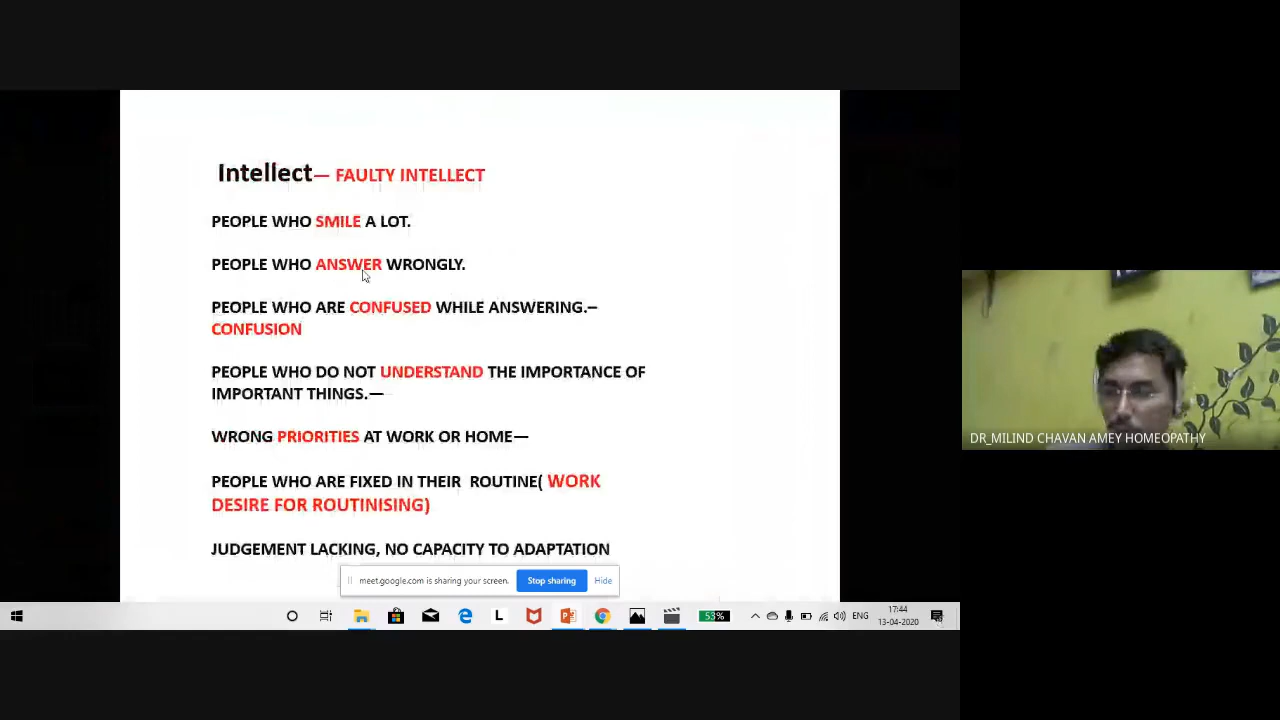 Intellect— FAULTY INTELLECT
PEOPLE WHO SMILE A LOT.
PEOPLE WHO ANSWER WRONGLY.
PEOPLE WHO ARE CONFUSED WHILE ANSWERING.–
CONFUSION
PEOPLE WHO DO NOT UNDERSTAND THE IMPORTANCE OF
IMPORTANT THINGS.—
WRONG PRIORITIES AT WORK OR HOME—
PEOPLE WHO ARE FIXED IN THEIR ROUTINE( WORK
DESIRE FOR ROUTINISING)
JUDGEMENT LACKING, NO CAPACITY TO ADAPTATION
meet.google.com is sharing your screen. Stop sharing Hide
L 53% ENG 17:44
13-04-2020
DR_MILIND CHAVAN AMEY HOMEOPATHY